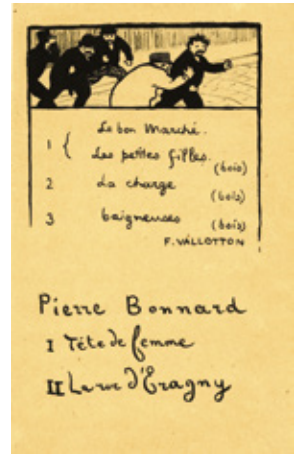 Le bon Marché.
1 { Les petites filles.
(bois)
2 La charge
(bois)
3 baigneuses (bois)
F. VALLOTTON
Pierre Bonnard
I Tête de femme
II La rue d'Eragny